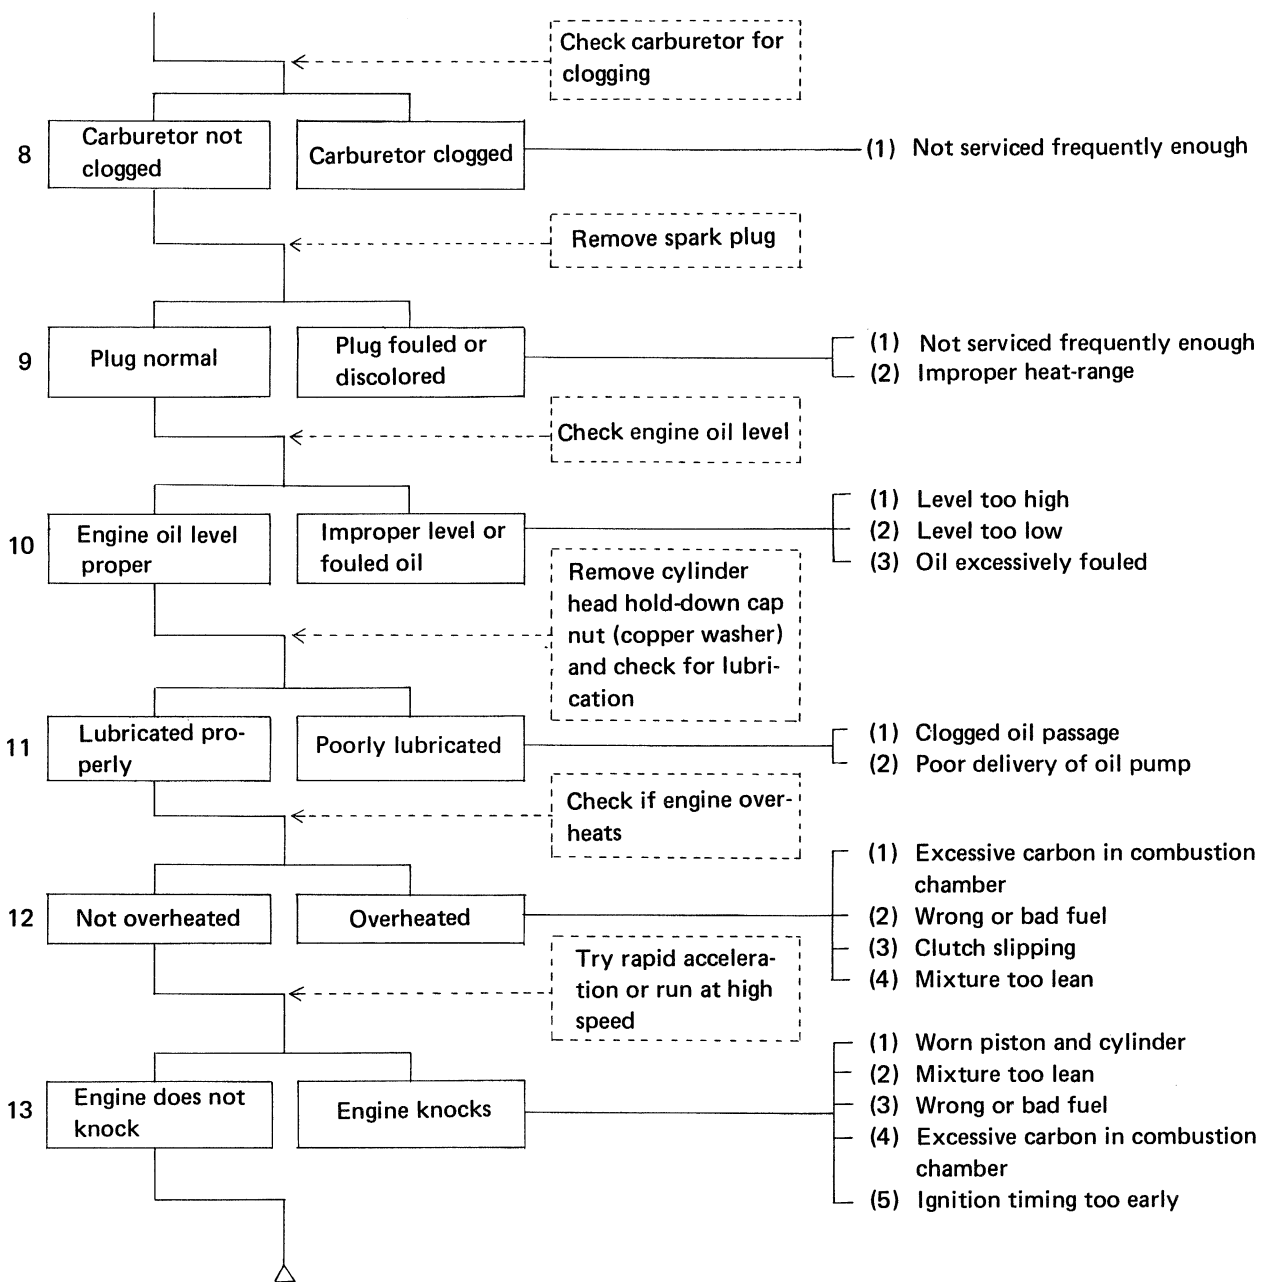 Check carburetor for
clogging
8
Carburetor not
clogged
Carburetor clogged
(1) Not serviced frequently enough
Remove spark plug
9
Plug normal
Plug fouled or
discolored
(1) Not serviced frequently enough
(2) Improper heat-range
Check engine oil level
10
Engine oil level
proper
Improper level or
fouled oil
(1) Level too high
(2) Level too low
(3) Oil excessively fouled
Remove cylinder
head hold-down cap
nut (copper washer)
and check for lubri-
cation
11
Lubricated pro-
perly
Poorly lubricated
(1) Clogged oil passage
(2) Poor delivery of oil pump
Check if engine over-
heats
12
Not overheated
Overheated
(1) Excessive carbon in combustion
chamber
(2) Wrong or bad fuel
(3) Clutch slipping
(4) Mixture too lean
Try rapid accelera-
tion or run at high
speed
13
Engine does not
knock
Engine knocks
(1) Worn piston and cylinder
(2) Mixture too lean
(3) Wrong or bad fuel
(4) Excessive carbon in combustion
chamber
(5) Ignition timing too early